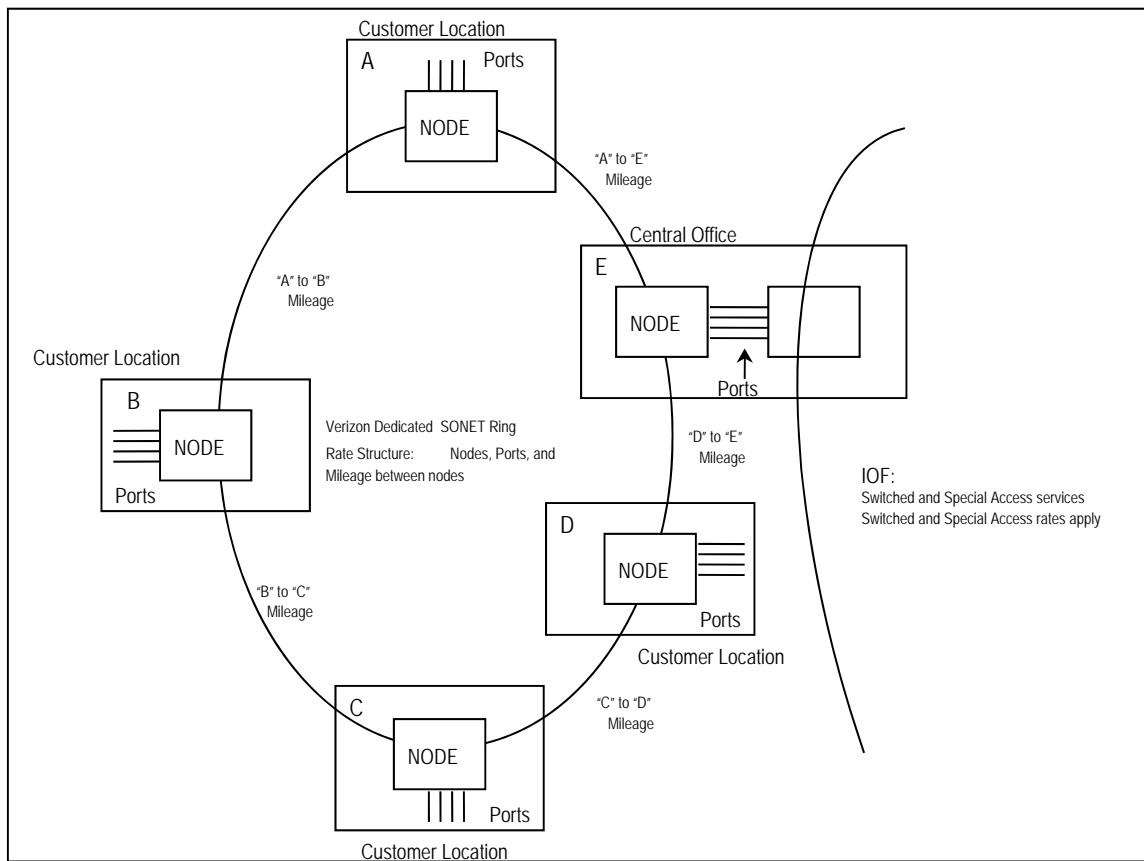 Customer Location
A
Ports
NODE
"A" to "E"
Mileage
Central Office
E
NODE
Ports
"A" to "B"
Mileage
Customer Location
B
NODE
Ports
Verizon Dedicated SONET Ring
Rate Structure: Nodes, Ports, and
Mileage between nodes
"D" to "E"
Mileage
IOF:
Switched and Special Access services
Switched and Special Access rates apply
D
NODE
Ports
Customer Location
"B" to "C"
Mileage
"C" to "D"
Mileage
C
NODE
Ports
Customer Location